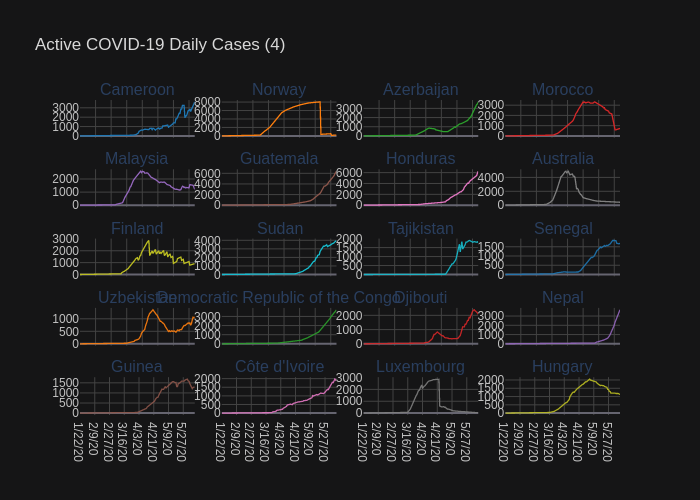 Active COVID-19 Daily Cases (4)
Cameroon Norway Azerbaijan Morocco
3000 2000 1000 0
8000 6000 4000 2000 0
3000 2000 1000 0
3000 2000 1000 0
Malaysia Guatemala Honduras Australia
2000 1000 0
6000 4000 2000 0
6000 4000 2000 0
4000 2000 0
Finland Sudan Tajikistan Senegal
3000 2000 1000 0
4000 3000 2000 1000 0
2000 1500 1000 500 0
1500 1000 500 0
Uzbekistan Democratic Republic of the Congo Djibouti Nepal
1000 500 0
3000 2000 1000 0
2000 1000 0
3000 2000 1000 0
Guinea Côte d'Ivoire Luxembourg Hungary
1500 1000 500 0
2000 1500 1000 500 0
3000 2000 1000 0
2000 1500 1000 500 0
1/22/20 2/9/20 2/27/20 3/16/20 4/3/20 4/21/20 5/9/20 5/27/20
1/22/20 2/9/20 2/27/20 3/16/20 4/3/20 4/21/20 5/9/20 5/27/20
1/22/20 2/9/20 2/27/20 3/16/20 4/3/20 4/21/20 5/9/20 5/27/20
1/22/20 2/9/20 2/27/20 3/16/20 4/3/20 4/21/20 5/9/20 5/27/20